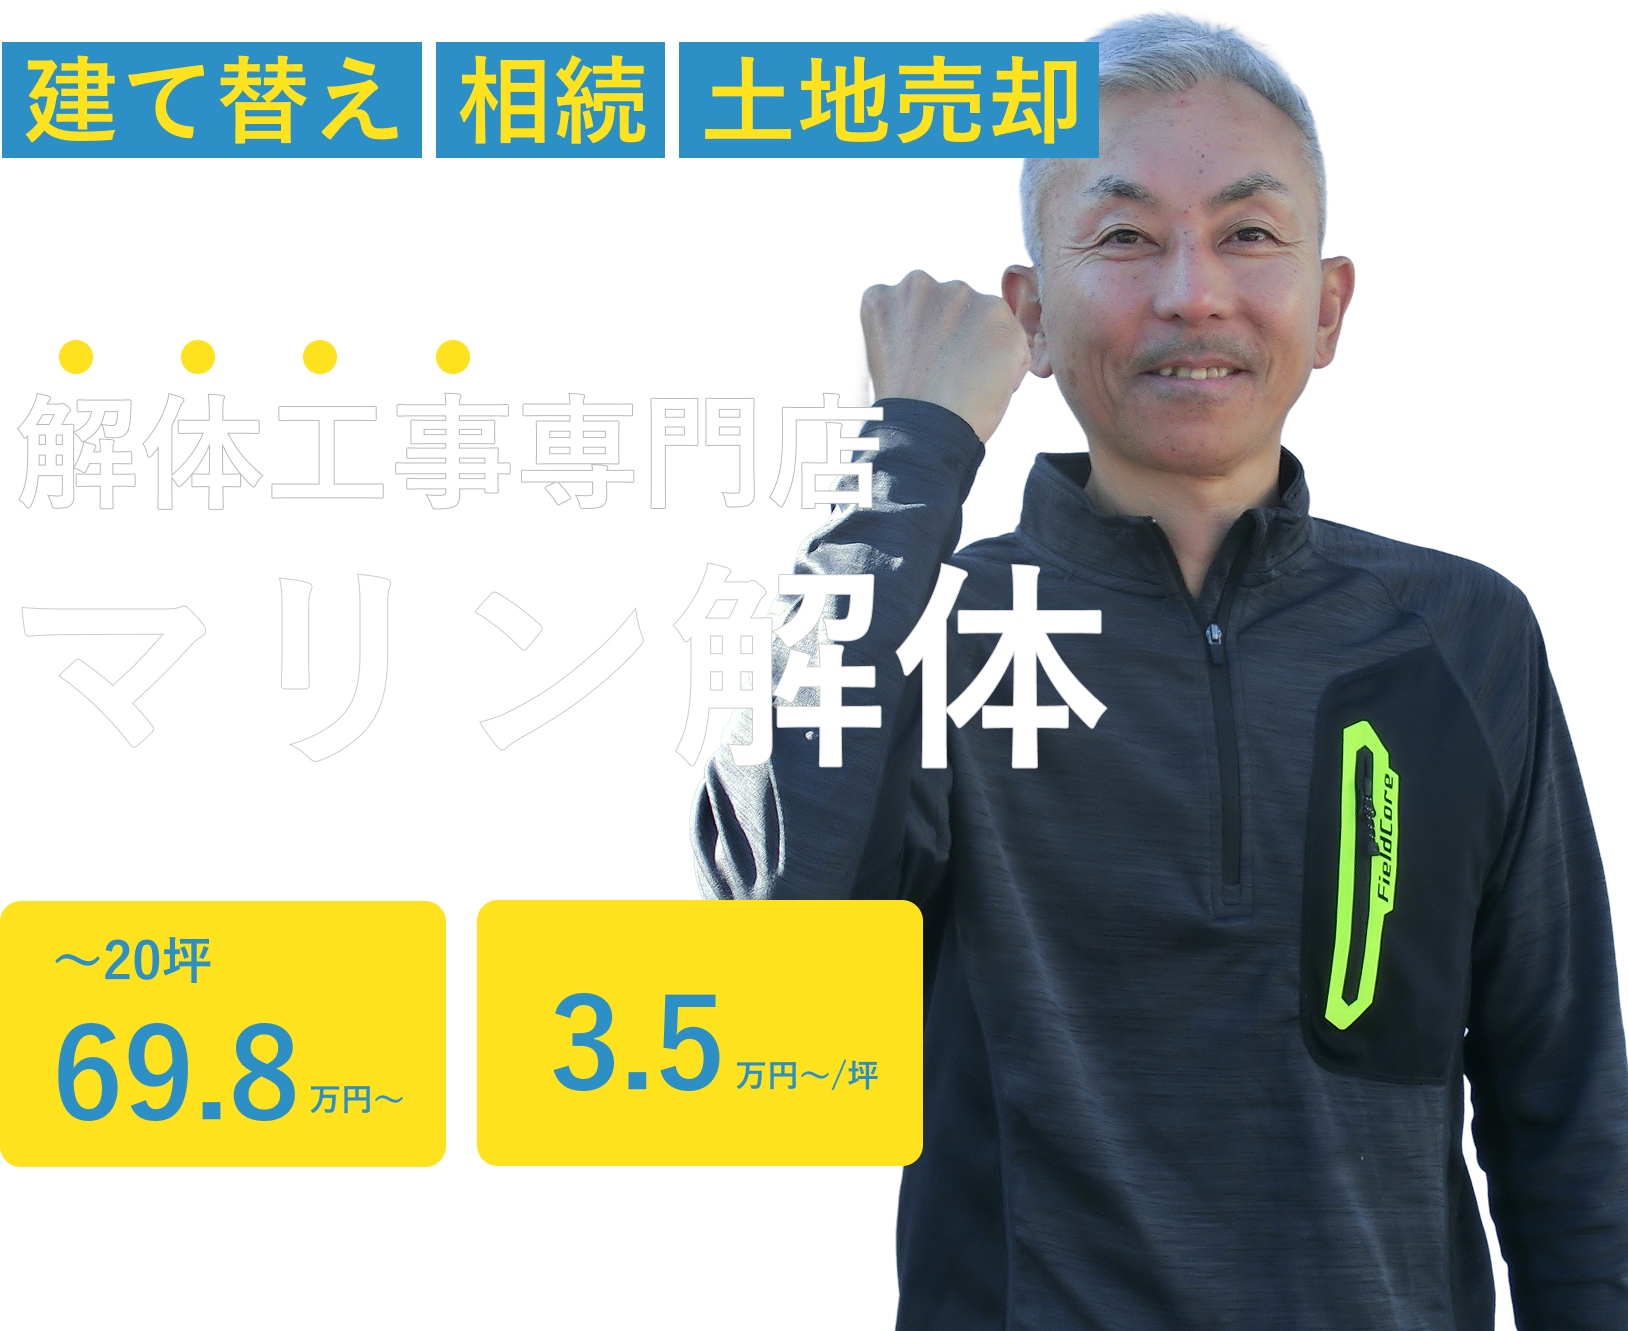 建て替え 相続 土地売却
解体工事専門店
マリン解体
～20坪
69.8万円～
3.5万円～/坪
FieldCore